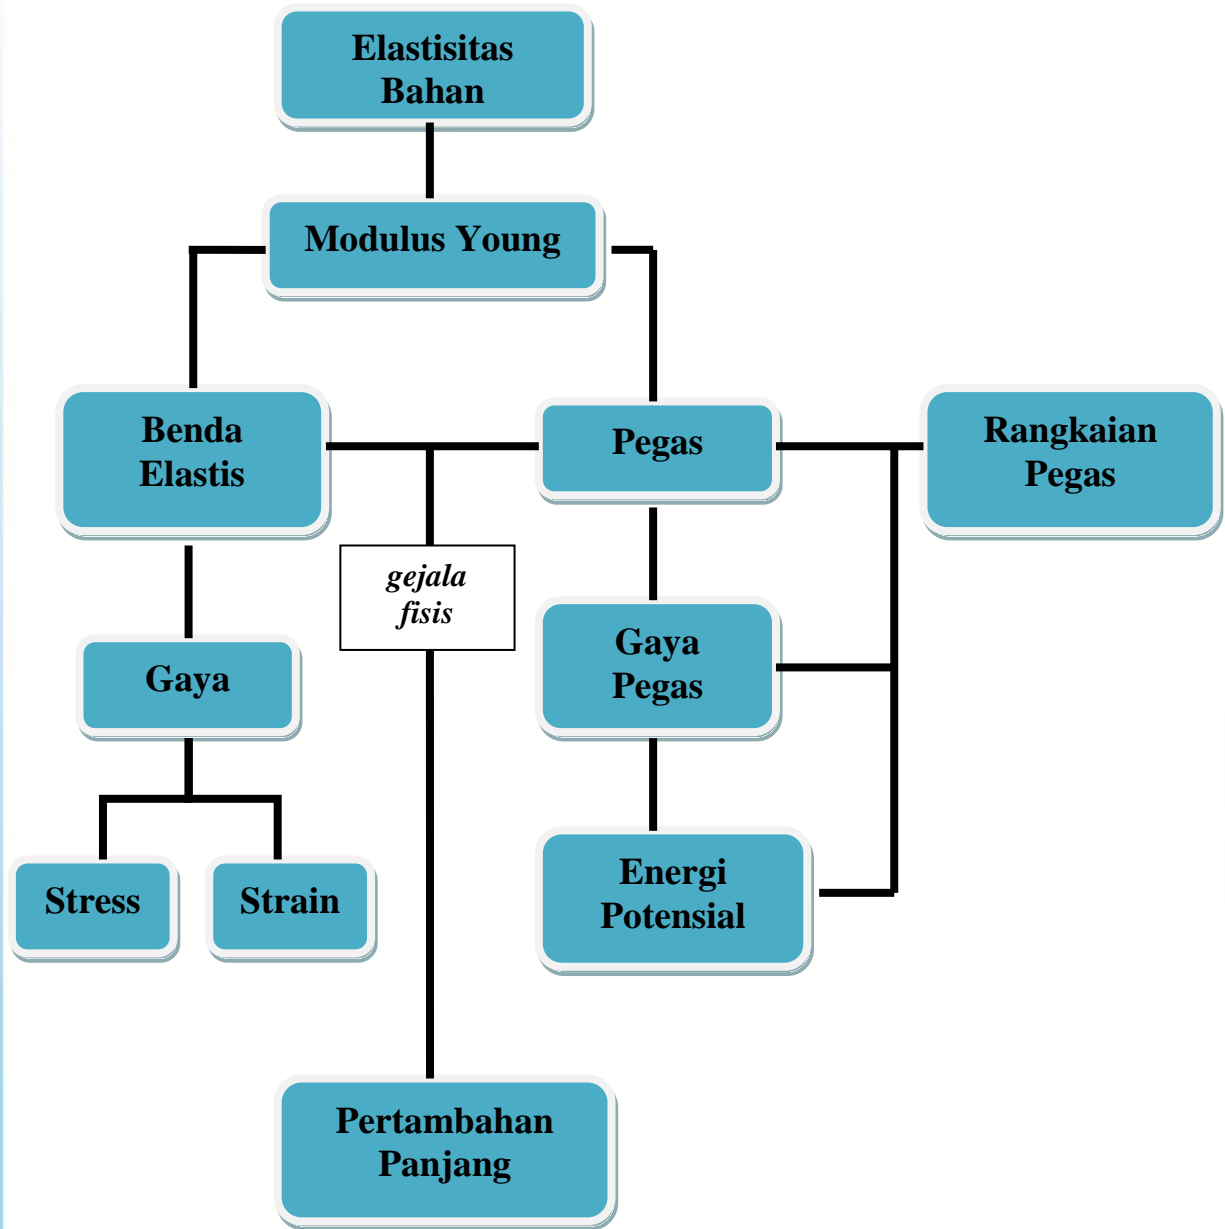 Elastisitas
Bahan
Modulus Young
Benda
Elastis
Pegas
Rangkaian
Pegas
gejala
fisis
Gaya
Gaya
Pegas
Stress
Strain
Energi
Potensial
Pertambahan
Panjang